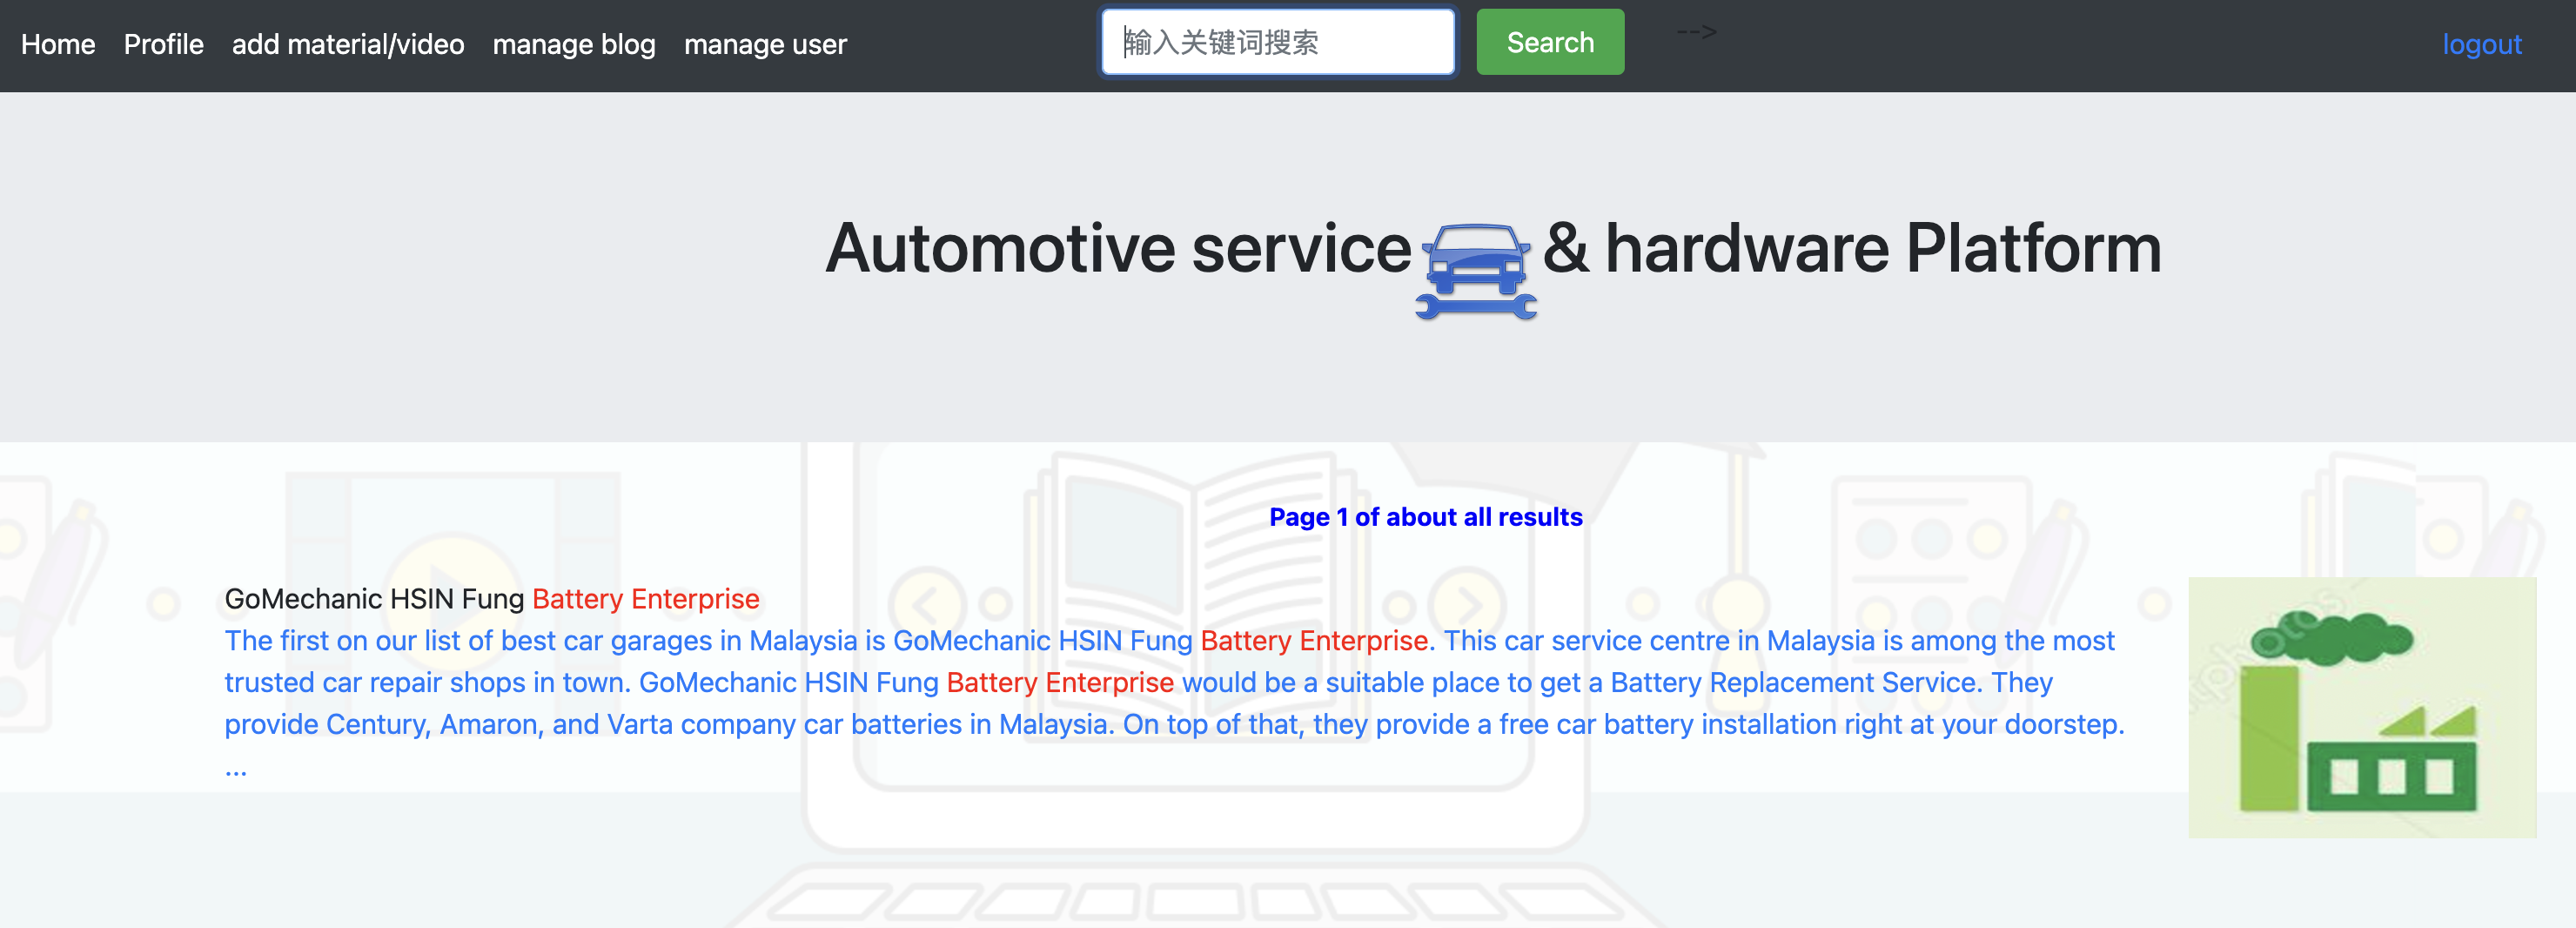 Home Profile add material/video manage blog manage user 输入关键词搜索 Search --> logout
Automotive service & hardware Platform
Page 1 of about all results
GoMechanic HSIN Fung Battery Enterprise
The first on our list of best car garages in Malaysia is GoMechanic HSIN Fung Battery Enterprise. This car service centre in Malaysia is among the most
trusted car repair shops in town. GoMechanic HSIN Fung Battery Enterprise would be a suitable place to get a Battery Replacement Service. They
provide Century, Amaron, and Varta company car batteries in Malaysia. On top of that, they provide a free car battery installation right at your doorstep.
...